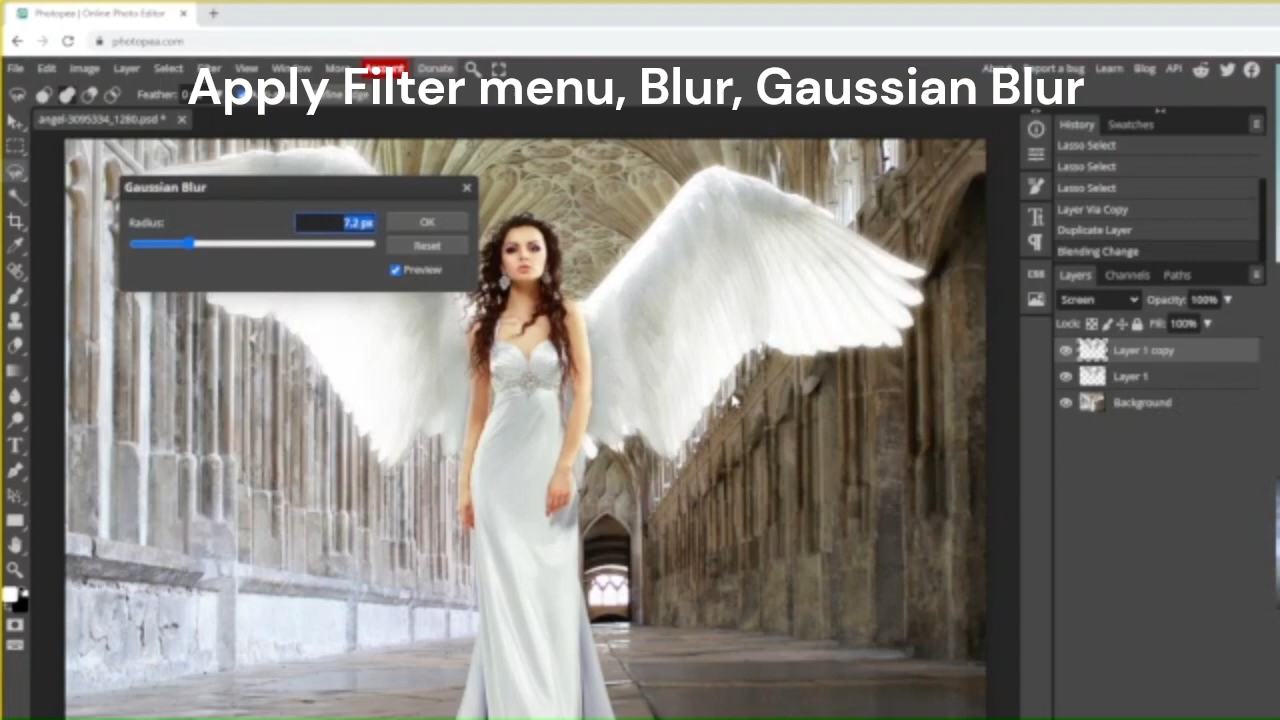 Photopea | Online Photo Editor
photopea.com
File Edit Image Layer Select Filter View Window More Account Donate
About Report a bug Learn Blog API
Apply Filter menu, Blur, Gaussian Blur
Feather: 0
angel-3095334_1280.psd *
History Swatches
Lasso Select
Lasso Select
Lasso Select
Layer Via Copy
Duplicate Layer
Blending Change
Gaussian Blur
Radius: 7.2 px OK
Reset
Preview
CSS
Layers Channels Paths
Screen Opacity: 100%
Lock: Fill: 100%
Layer 1 copy
Layer 1
Background